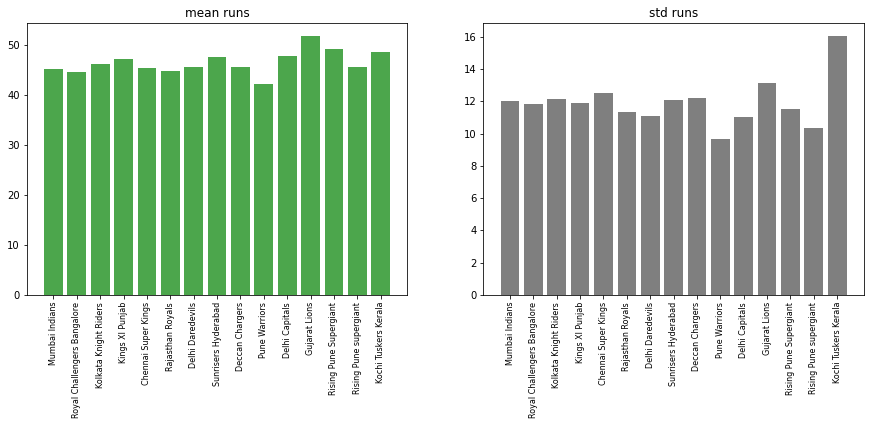 mean runs
50
40
30
20
10
0
Mumbai Indians
Royal Challengers Bangalore
Kolkata Knight Riders
Kings XI Punjab
Chennai Super Kings
Rajasthan Royals
Delhi Daredevils
Sunrisers Hyderabad
Deccan Chargers
Pune Warriors
Delhi Capitals
Gujarat Lions
Rising Pune Supergiant
Rising Pune supergiant
Kochi Tuskers Kerala
std runs
16
14
12
10
8
6
4
2
0
Mumbai Indians
Royal Challengers Bangalore
Kolkata Knight Riders
Kings XI Punjab
Chennai Super Kings
Rajasthan Royals
Delhi Daredevils
Sunrisers Hyderabad
Deccan Chargers
Pune Warriors
Delhi Capitals
Gujarat Lions
Rising Pune Supergiant
Rising Pune supergiant
Kochi Tuskers Kerala